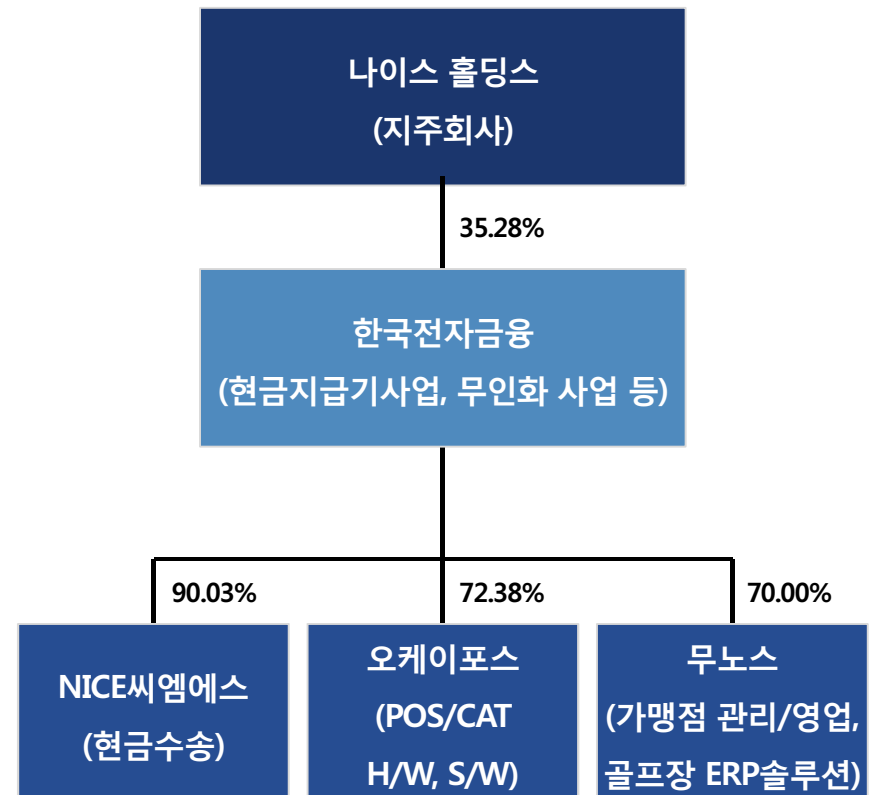 나이스 홀딩스
(지주회사)
35.28%
한국전자금융
(현금지급기사업, 무인화 사업 등)
90.03%
72.38%
70.00%
NICE씨엠에스
(현금수송)
오케이포스
(POS/CAT
H/W, S/W)
무노스
(가맹점 관리/영업,
골프장 ERP솔루션)